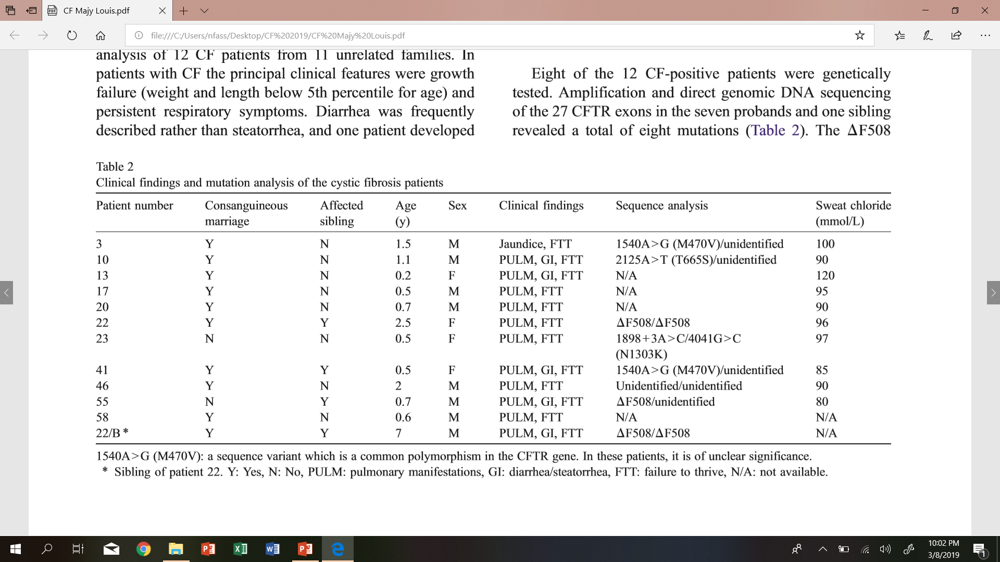 CF Majy Louis.pdf
file:///C:/Users/nfass/Desktop/CF%202019/CF%20Majy%20Louis.pdf
analysis of 12 CF patients from 11 unrelated families. In
patients with CF the principal clinical features were growth
failure (weight and length below 5th percentile for age) and
persistent respiratory symptoms. Diarrhea was frequently
described rather than steatorrhea, and one patient developed
Eight of the 12 CF-positive patients were genetically
tested. Amplification and direct genomic DNA sequencing
of the 27 CFTR exons in the seven probands and one sibling
revealed a total of eight mutations (Table 2). The ΔF508
Table 2
Clinical findings and mutation analysis of the cystic fibrosis patients
Patient number Consanguineous marriage Affected sibling Age (y) Sex Clinical findings Sequence analysis Sweat chloride (mmol/L)
3 Y N 1.5 M Jaundice, FTT 1540A>G (M470V)/unidentified 100
10 Y N 1.1 M PULM, GI, FTT 2125A>T (T665S)/unidentified 90
13 Y N 0.2 F PULM, GI, FTT N/A 120
17 Y N 0.5 M PULM, FTT N/A 95
20 Y N 0.7 M PULM, FTT N/A 90
22 Y Y 2.5 F PULM, FTT ΔF508/ΔF508 96
23 N N 0.5 F PULM, FTT 1898+3A>C/4041G>C 97
(N1303K)
41 Y Y 0.5 F PULM, GI, FTT 1540A>G (M470V)/unidentified 85
46 Y N 2 M PULM, FTT Unidentified/unidentified 90
55 N Y 0.7 M PULM, GI, FTT ΔF508/unidentified 80
58 Y N 0.6 M PULM, FTT N/A N/A
22/B* Y Y 7 M PULM, GI, FTT ΔF508/ΔF508 N/A
1540A>G (M470V): a sequence variant which is a common polymorphism in the CFTR gene. In these patients, it is of unclear significance.
* Sibling of patient 22. Y: Yes, N: No, PULM: pulmonary manifestations, GI: diarrhea/steatorrhea, FTT: failure to thrive, N/A: not available.
10:02 PM
3/8/2019
1